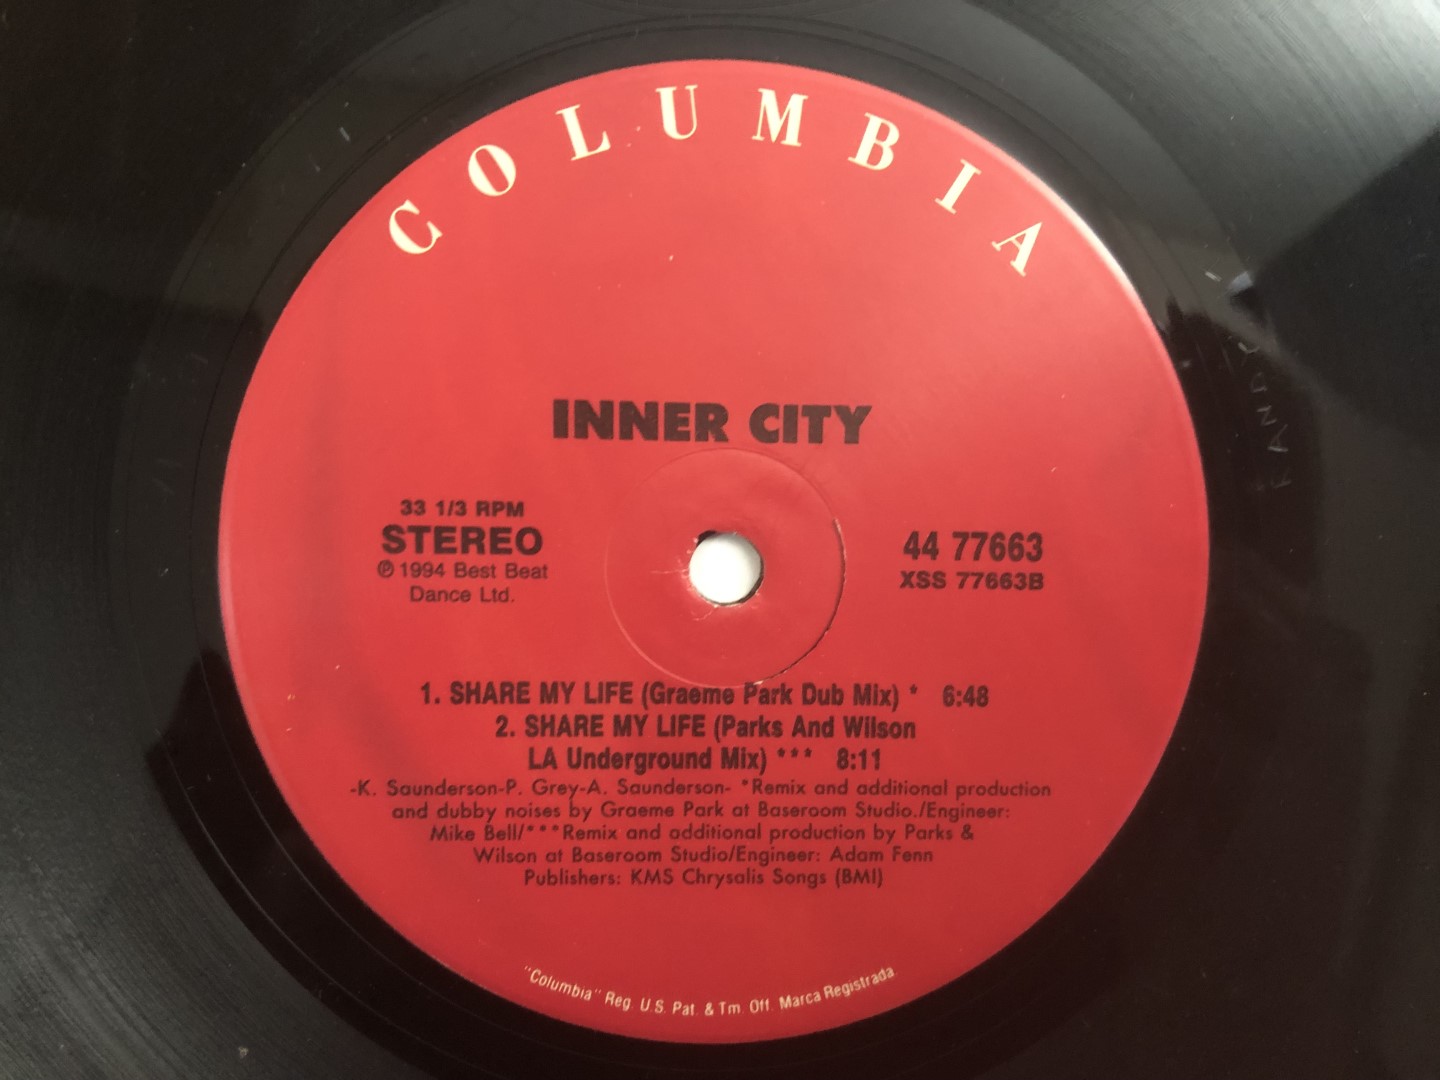 COLUMBIA
INNER CITY
33 1/3 RPM
STEREO
℗ 1994 Best Beat
Dance Ltd.
44 77663
XSS 77663B
1. SHARE MY LIFE (Graeme Park Dub Mix) * 6:48
2. SHARE MY LIFE (Parks And Wilson
LA Underground Mix) *** 8:11
-K. Saunderson-P. Grey-A. Saunderson- *Remix and additional production
and dubby noises by Graeme Park at Baseroom Studio./Engineer:
Mike Bell/***Remix and additional production by Parks &
Wilson at Baseroom Studio/Engineer: Adam Fenn
Publishers: KMS Chrysalis Songs (BMI)
"Columbia" Reg. U.S. Pat. & Tm. Off. Marca Registrada.